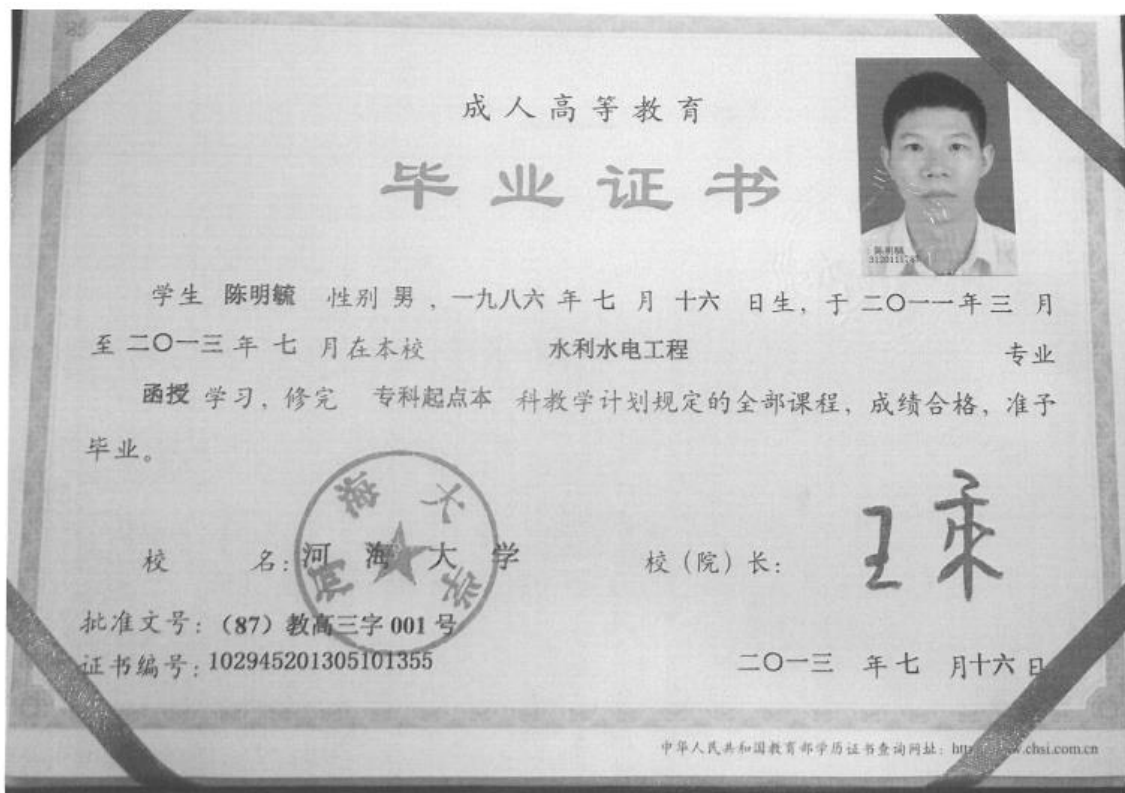 成人高等教育
毕业证书
学生 陈明毓 性别 男 ，一九八六 年 七 月 十六 日生，于 二〇一一年 三 月
至 二〇一三 年 七 月在本校 水利水电工程 专业
函授 学习，修完 专科起点本 科教学计划规定的全部课程，成绩合格，准予
毕业。
河海大学
校 名：河 海 大 学 校（院）长：
批准文号：（87）教高三字 001 号
证书编号：102945201305101355 二〇一三 年 七 月十六 日
中华人民共和国教育部学历证书查询网址：